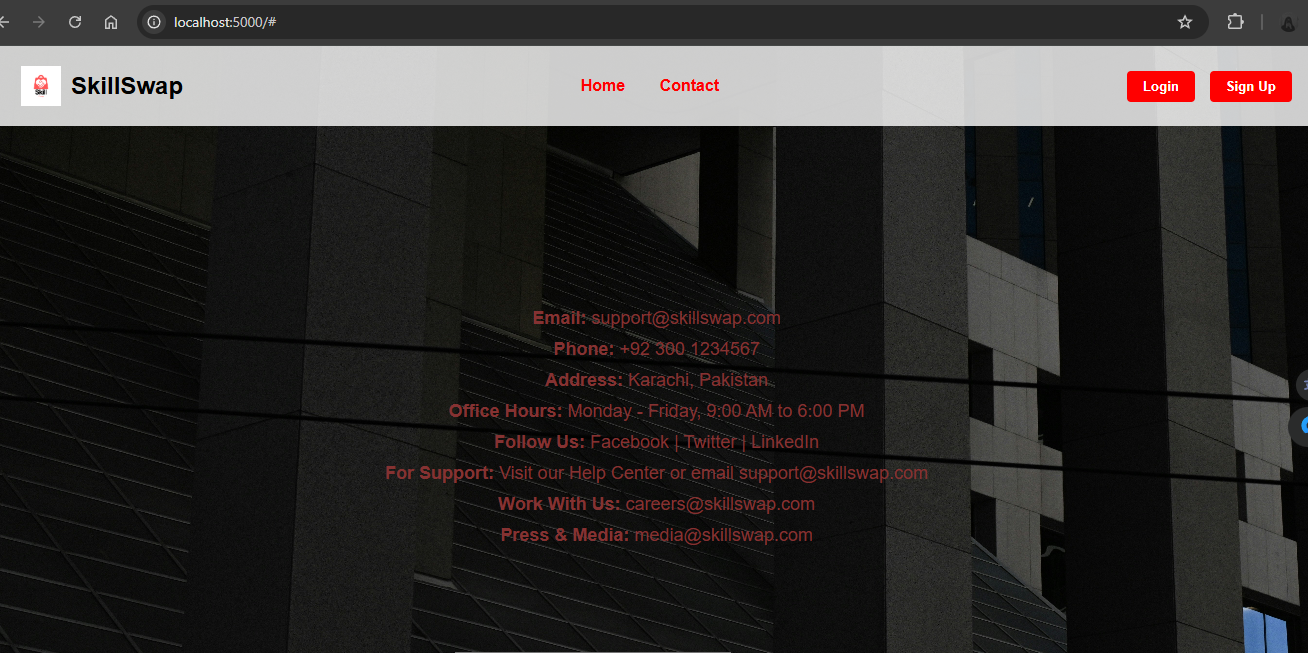 localhost:5000/#
Skill
SkillSwap
Home
Contact
Login
Sign Up
Email: support@skillswap.com
Phone: +92 300 1234567
Address: Karachi, Pakistan
Office Hours: Monday - Friday, 9:00 AM to 6:00 PM
Follow Us: Facebook | Twitter | LinkedIn
For Support: Visit our Help Center or email support@skillswap.com
Work With Us: careers@skillswap.com
Press & Media: media@skillswap.com